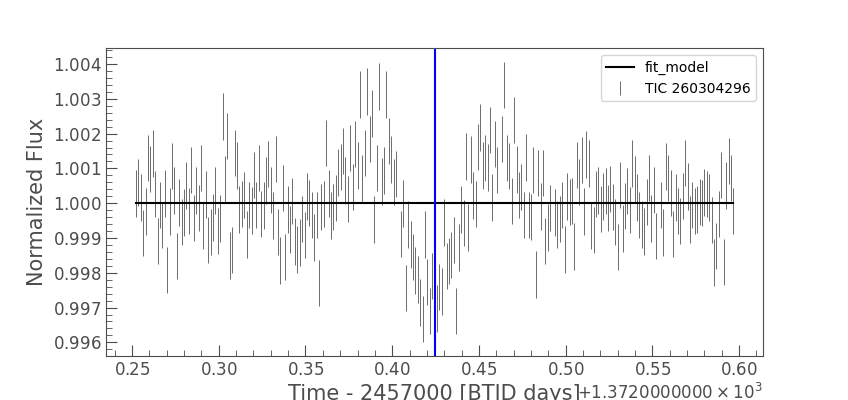 1.004
1.003
1.002
1.001
1.000
0.999
0.998
0.997
0.996
Normalized Flux
fit_model
TIC 260304296
0.25 0.30 0.35 0.40 0.45 0.50 0.55 0.60
Time - 2457000 [BTJD days]
+1.3720000000 × 10³